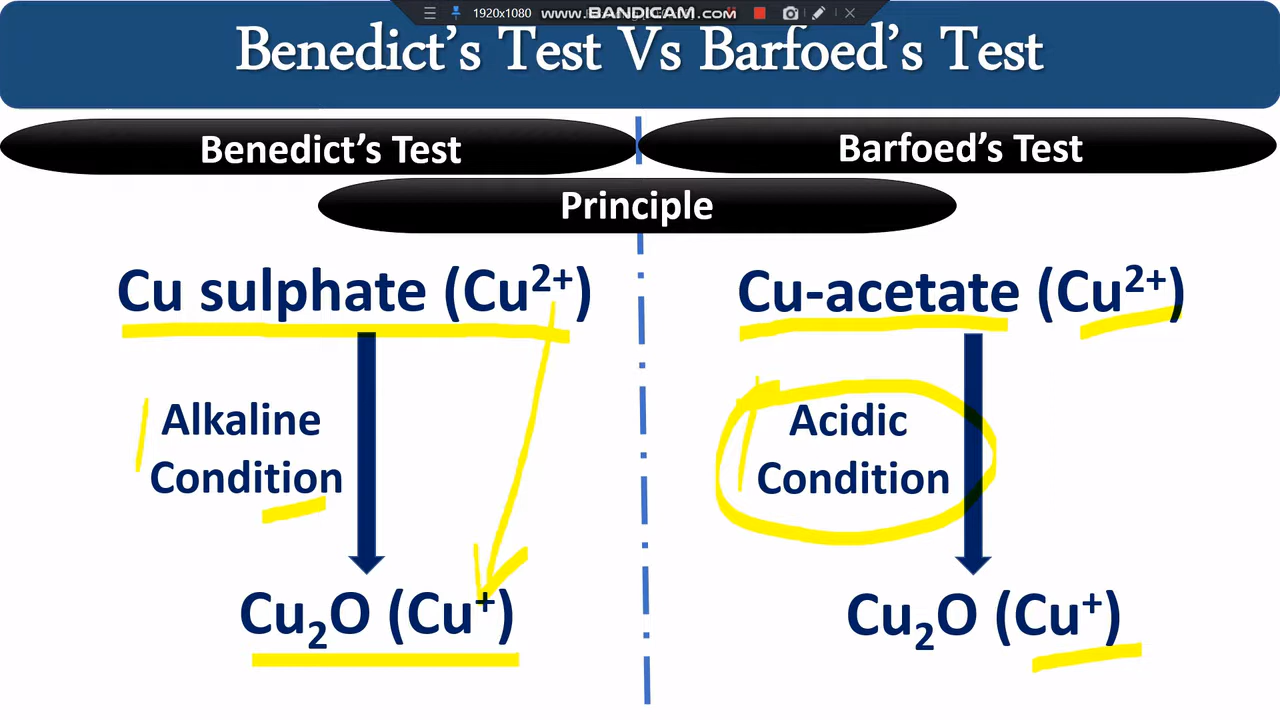 1920x1080 www.BANDICAM.com
Benedict's Test Vs Barfoed's Test
Benedict's Test
Barfoed's Test
Principle
Cu sulphate (Cu²⁺)
Cu-acetate (Cu²⁺)
Alkaline
Condition
Acidic
Condition
Cu₂O (Cu⁺)
Cu₂O (Cu⁺)